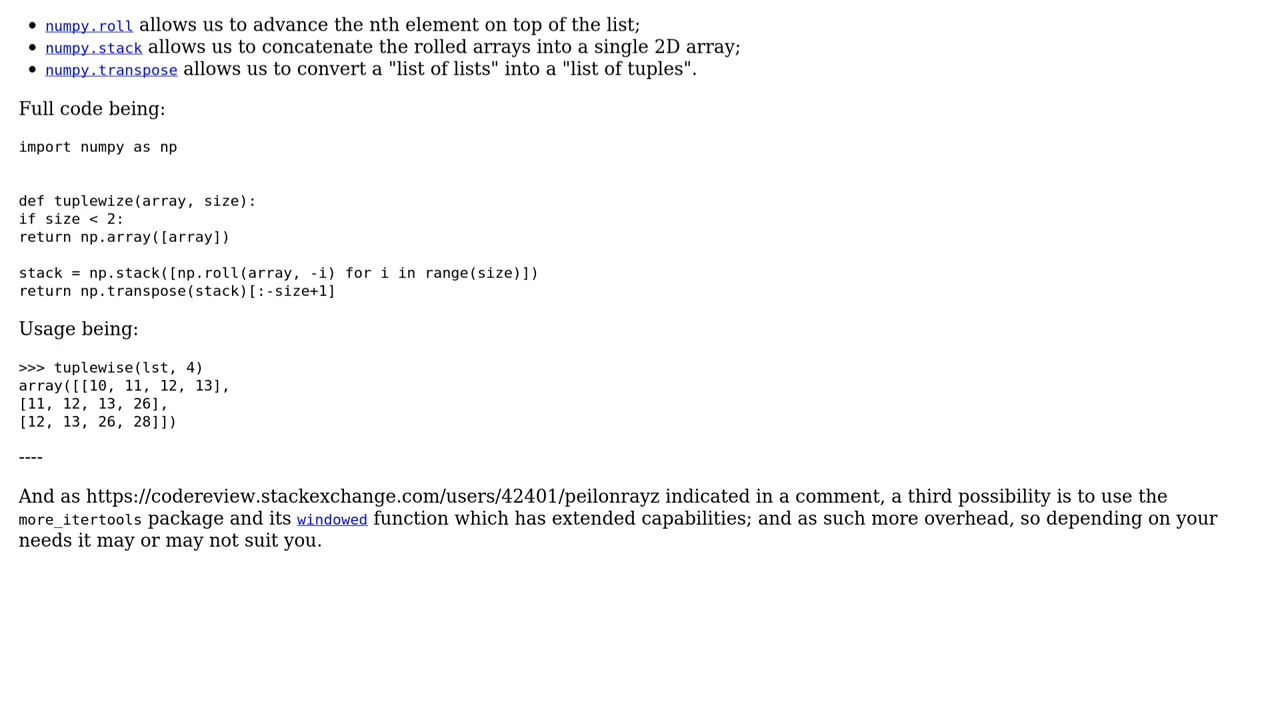 • numpy.roll allows us to advance the nth element on top of the list;
• numpy.stack allows us to concatenate the rolled arrays into a single 2D array;
• numpy.transpose allows us to convert a "list of lists" into a "list of tuples".
Full code being:
import numpy as np
def tuplewize(array, size):
if size < 2:
return np.array([array])
stack = np.stack([np.roll(array, -i) for i in range(size)])
return np.transpose(stack)[:-size+1]
Usage being:
>>> tuplewise(lst, 4)
array([[10, 11, 12, 13],
[11, 12, 13, 26],
[12, 13, 26, 28]])
----
And as https://codereview.stackexchange.com/users/42401/peilonrayz indicated in a comment, a third possibility is to use the
more_itertools package and its windowed function which has extended capabilities; and as such more overhead, so depending on your
needs it may or may not suit you.